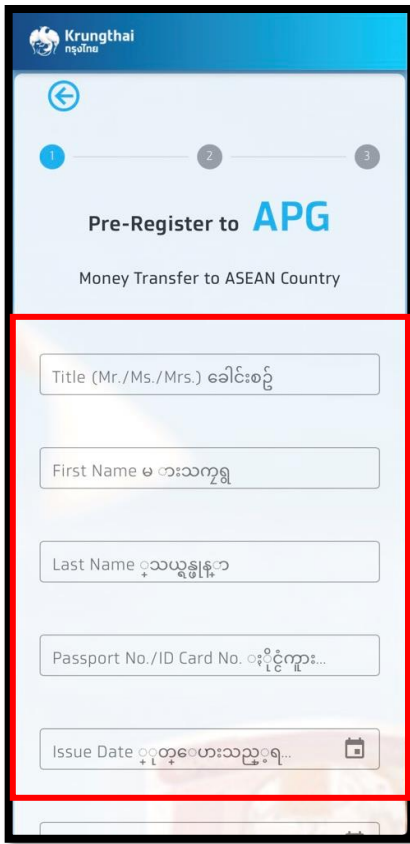 Krungthai
กรุงไทย
1
2
3
Pre-Register to APG
Money Transfer to ASEAN Country
Title (Mr./Ms./Mrs.) ခေါင်းစဉ်
First Name
Last Name
Passport No./ID Card No.
Issue Date